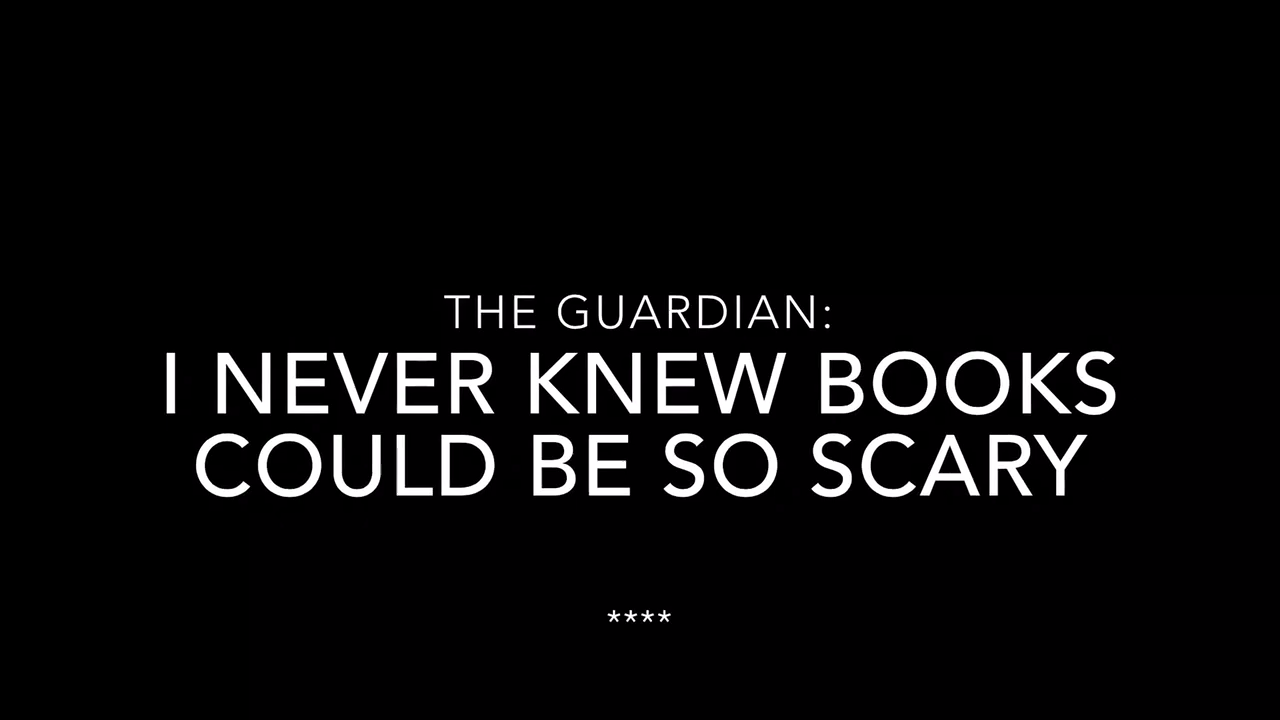 THE GUARDIAN:
I NEVER KNEW BOOKS
COULD BE SO SCARY
****